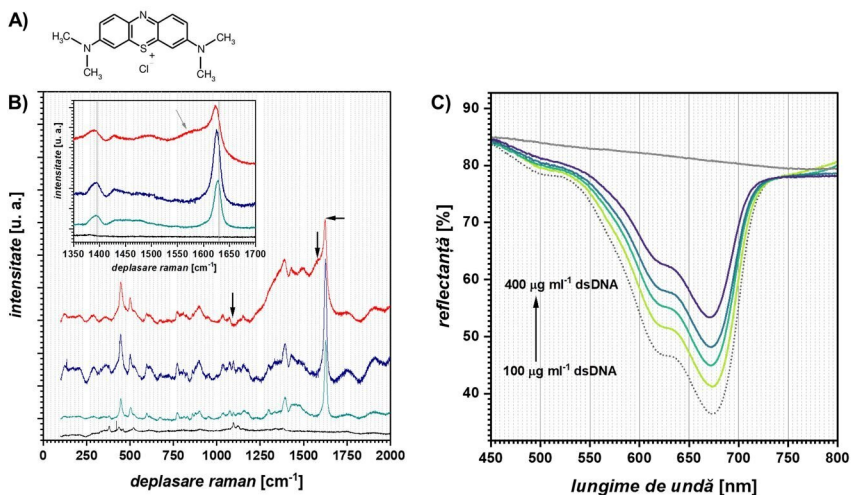 A)
H₃C
N
CH₃
N
S
+
Cl⁻
N
CH₃
CH₃
B)
intensitate [u. a.]
deplasare raman [cm⁻¹]
0 250 500 750 1000 1250 1500 1750 2000
intensitate [u. a.]
deplasare raman [cm⁻¹]
1350 1400 1450 1500 1550 1600 1650 1700
C)
reflectanță [%]
90
80
70
60
50
40
400 µg ml⁻¹ dsDNA
100 µg ml⁻¹ dsDNA
450 500 550 600 650 700 750 800
lungime de undă [nm]